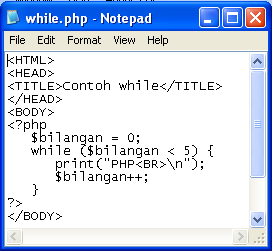 while.php - Notepad
File Edit Format View Help
<HTML>
<HEAD>
<TITLE>Contoh while</TITLE>
</HEAD>
<BODY>
<?php
   $bilangan = 0;
   while ($bilangan < 5) {
      print("PHP<BR>\n");
      $bilangan++;
   }
?>
</BODY>